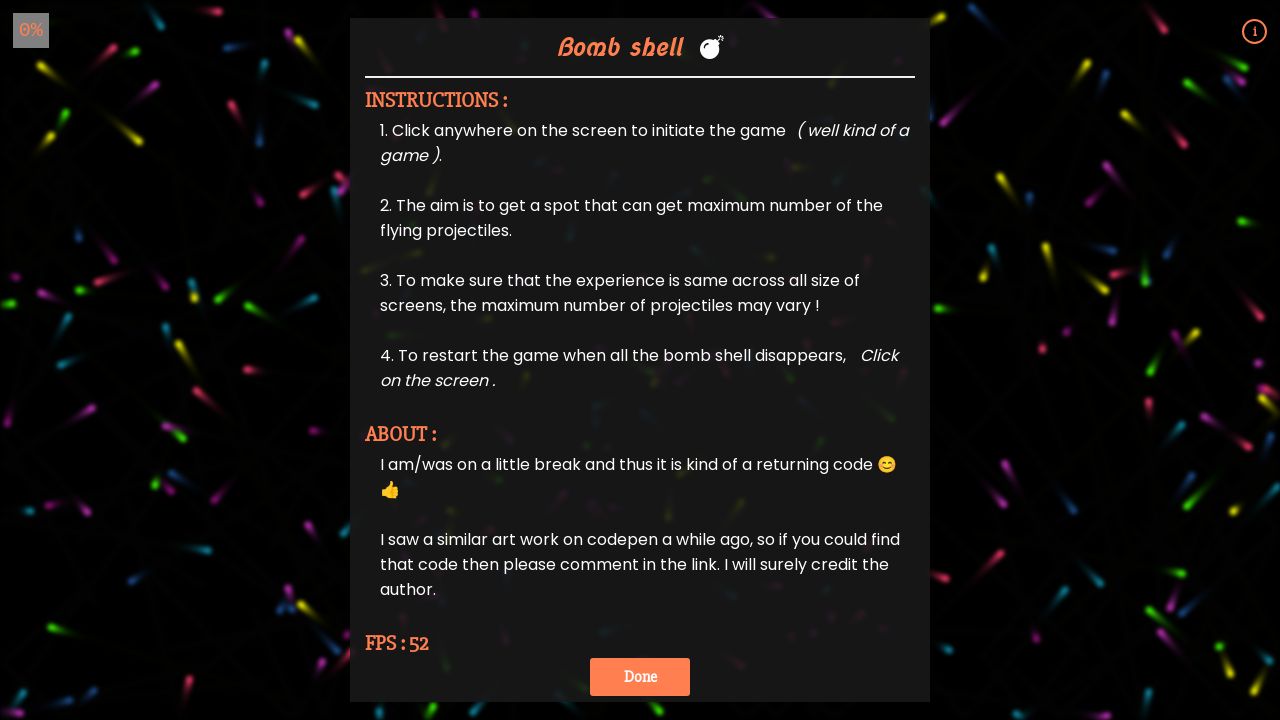 0%
i
Bomb shell 💣
INSTRUCTIONS :
1. Click anywhere on the screen to initiate the game ( well kind of a
game ).
2. The aim is to get a spot that can get maximum number of the
flying projectiles.
3. To make sure that the experience is same across all size of
screens, the maximum number of projectiles may vary !
4. To restart the game when all the bomb shell disappears, Click
on the screen .
ABOUT :
I am/was on a little break and thus it is kind of a returning code 😊
👍
I saw a similar art work on codepen a while ago, so if you could find
that code then please comment in the link. I will surely credit the
author.
FPS : 52
Done